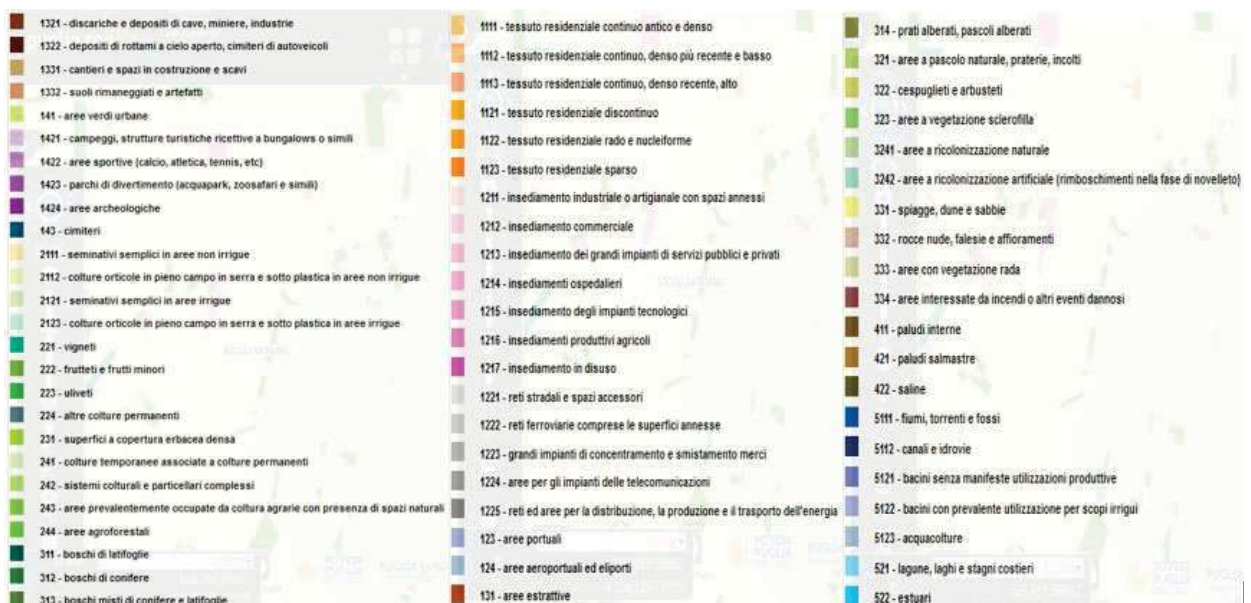 1321 - discariche e depositi di cave, miniere, industrie
1322 - depositi di rottami a cielo aperto, cimiteri di autoveicoli
1331 - cantieri e spazi in costruzione e scavi
1332 - suoli rimaneggiati e artefatti
141 - aree verdi urbane
1421 - campeggi, strutture turistiche ricettive a bungalows o simili
1422 - aree sportive (calcio, atletica, tennis, etc)
1423 - parchi di divertimento (acquapark, zoosafari e simili)
1424 - aree archeologiche
143 - cimiteri
2111 - seminativi semplici in aree non irrigue
2112 - colture orticole in pieno campo in serra e sotto plastica in aree non irrigue
2121 - seminativi semplici in aree irrigue
2123 - colture orticole in pieno campo in serra e sotto plastica in aree irrigue
221 - vigneti
222 - frutteti e frutti minori
223 - uliveti
224 - altre colture permanenti
231 - superfici a copertura erbacea densa
241 - colture temporanee associate a colture permanenti
242 - sistemi colturali e particellari complessi
243 - aree prevalentemente occupate da coltura agrarie con presenza di spazi naturali
244 - aree agroforestali
311 - boschi di latifoglie
312 - boschi di conifere
313 - boschi misti di conifere e latifoglie
1111 - tessuto residenziale continuo antico e denso
1112 - tessuto residenziale continuo, denso più recente e basso
1113 - tessuto residenziale continuo, denso recente, alto
1121 - tessuto residenziale discontinuo
1122 - tessuto residenziale rado e nucleiforme
1123 - tessuto residenziale sparso
1211 - insediamento industriale o artigianale con spazi annessi
1212 - insediamento commerciale
1213 - insediamento dei grandi impianti di servizi pubblici e privati
1214 - insediamenti ospedalieri
1215 - insediamento degli impianti tecnologici
1216 - insediamenti produttivi agricoli
1217 - insediamento in disuso
1221 - reti stradali e spazi accessori
1222 - reti ferroviarie comprese le superfici annesse
1223 - grandi impianti di concentramento e smistamento merci
1224 - aree per gli impianti delle telecomunicazioni
1225 - reti ed aree per la distribuzione, la produzione e il trasporto dell'energia
123 - aree portuali
124 - aree aeroportuali ed eliporti
131 - aree estrattive
314 - prati alberati, pascoli alberati
321 - aree a pascolo naturale, praterie, incolti
322 - cespuglieti e arbusteti
323 - aree a vegetazione sclerofilla
3241 - aree a ricolonizzazione naturale
3242 - aree a ricolonizzazione artificiale (rimboschimenti nella fase di novelleto)
331 - spiagge, dune e sabbie
332 - rocce nude, falesie e affioramenti
333 - aree con vegetazione rada
334 - aree interessate da incendi o altri eventi dannosi
411 - paludi interne
421 - paludi salmastre
422 - saline
5111 - fiumi, torrenti e fossi
5112 - canali e idrovie
5121 - bacini senza manifeste utilizzazioni produttive
5122 - bacini con prevalente utilizzazione per scopi irrigui
5123 - acquacolture
521 - lagune, laghi e stagni costieri
522 - estuari